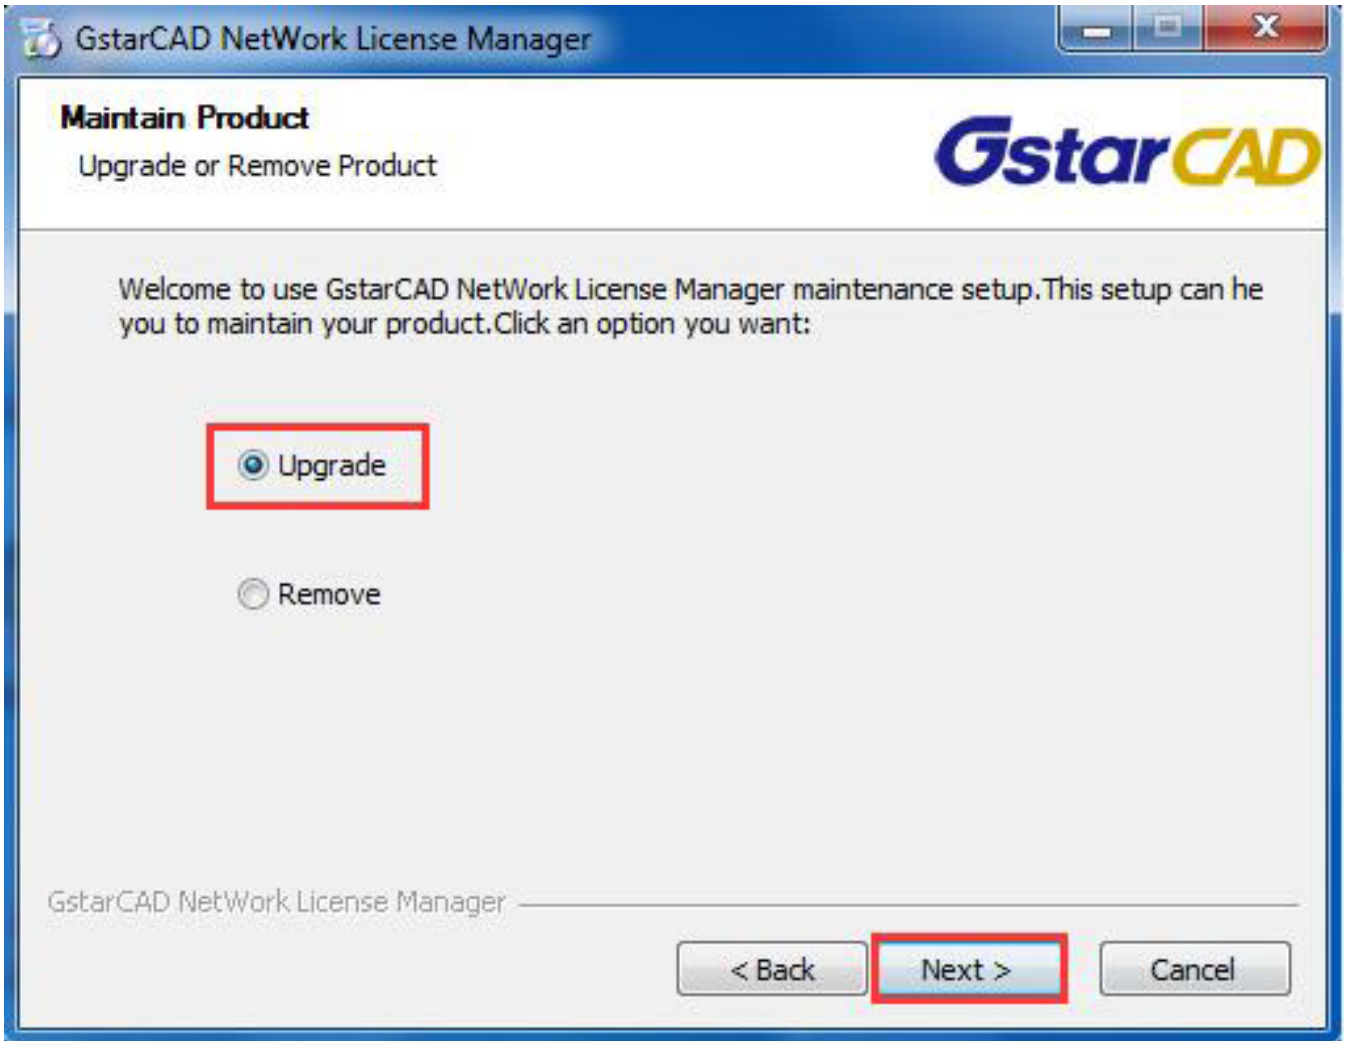 GstarCAD NetWork License Manager
X
Maintain Product
Upgrade or Remove Product
GstarCAD
Welcome to use GstarCAD NetWork License Manager maintenance setup.This setup can he
you to maintain your product.Click an option you want:
Upgrade
Remove
GstarCAD NetWork License Manager
< Back
Next >
Cancel